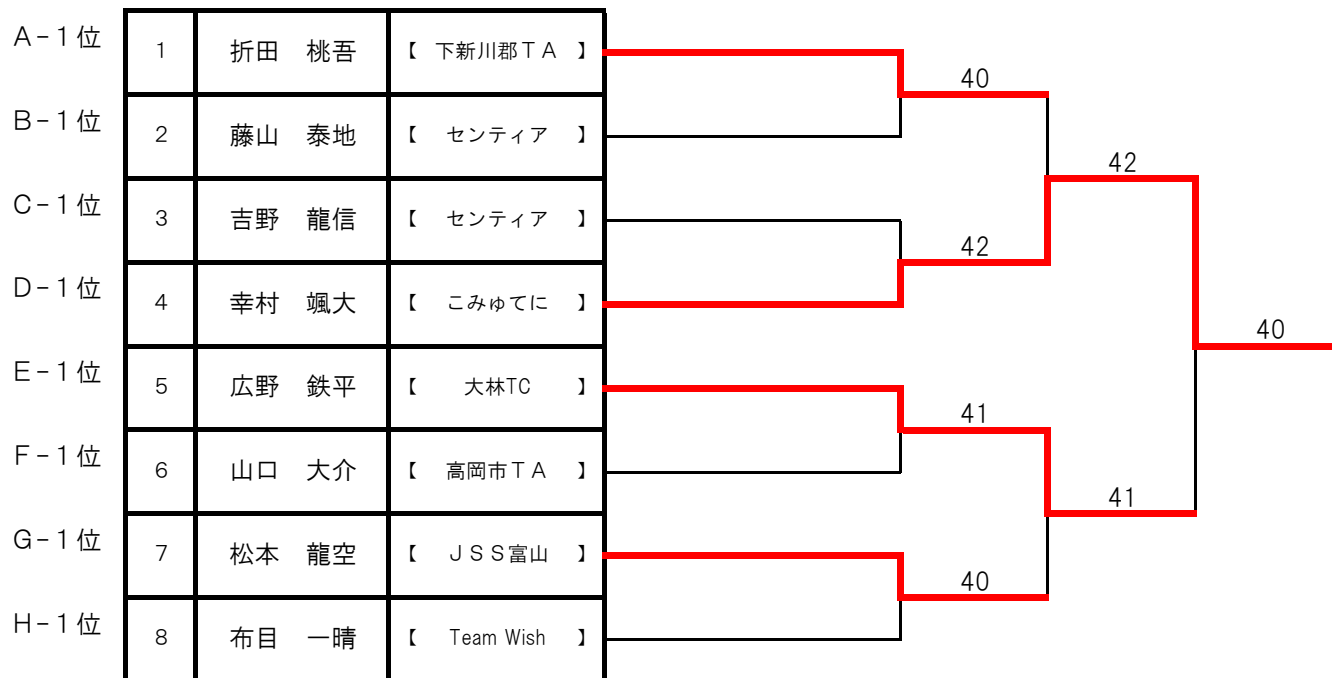 A-1位 1 折田 桃吾 【 下新川郡TA 】
40
B-1位 2 藤山 泰地 【 センティア 】
42
C-1位 3 吉野 龍信 【 センティア 】
42
D-1位 4 幸村 颯大 【 こみゅてに 】
40
E-1位 5 広野 鉄平 【 大林TC 】
41
F-1位 6 山口 大介 【 高岡市TA 】
41
G-1位 7 松本 龍空 【 JSS富山 】
40
H-1位 8 布目 一晴 【 Team Wish 】